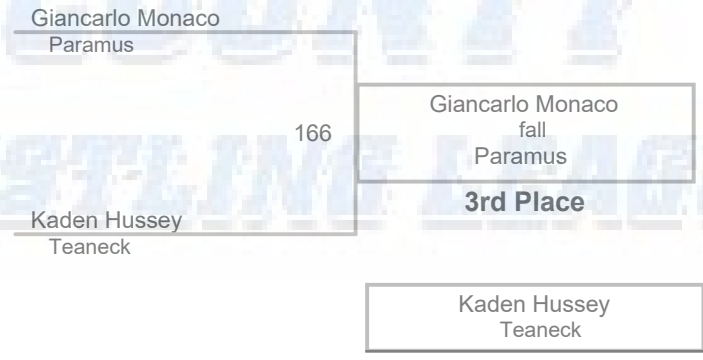 Giancarlo Monaco
Paramus
166
Giancarlo Monaco
fall
Paramus
3rd Place
Kaden Hussey
Teaneck
Kaden Hussey
Teaneck